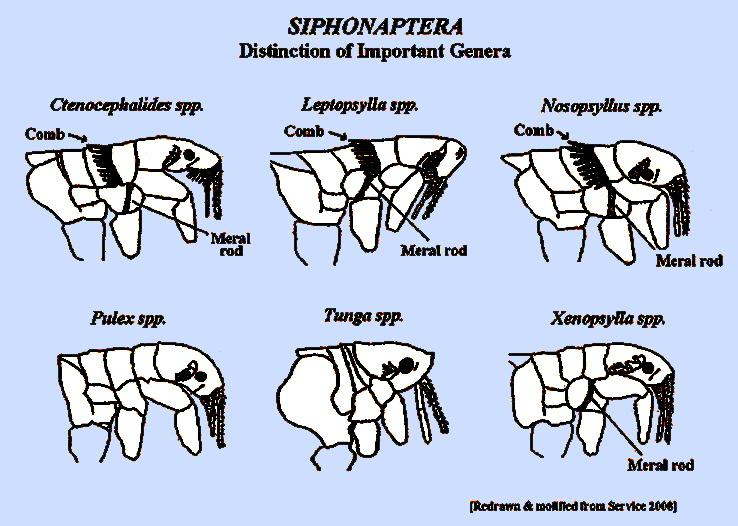 SIPHONAPTERA
Distinction of Important Genera
Ctenocephalides spp.
Leptopsylla spp.
Nosopsyllus spp.
Comb
Comb
Comb
Meral
rod
Meral rod
Meral rod
Pulex spp.
Tunga spp.
Xenopsylla spp.
Meral rod
[Redrawn & modified from Service 2008]